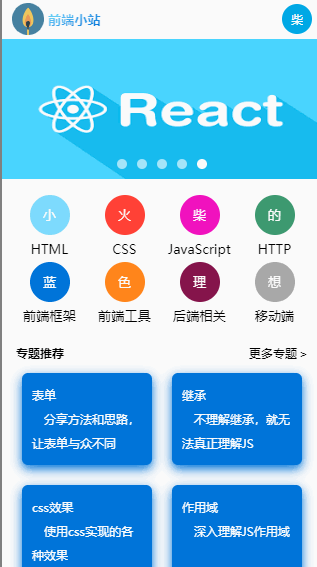 前端小站
柴
React
小 火 柴 的
HTML CSS JavaScript HTTP
蓝 色 理 想
前端框架 前端工具 后端相关 移动端
专题推荐 更多专题 >
表单
分享方法和思路，
让表单与众不同
继承
不理解继承，就无
法真正理解JS
css效果
使用css实现的各
种效果
作用域
深入理解JS作用域